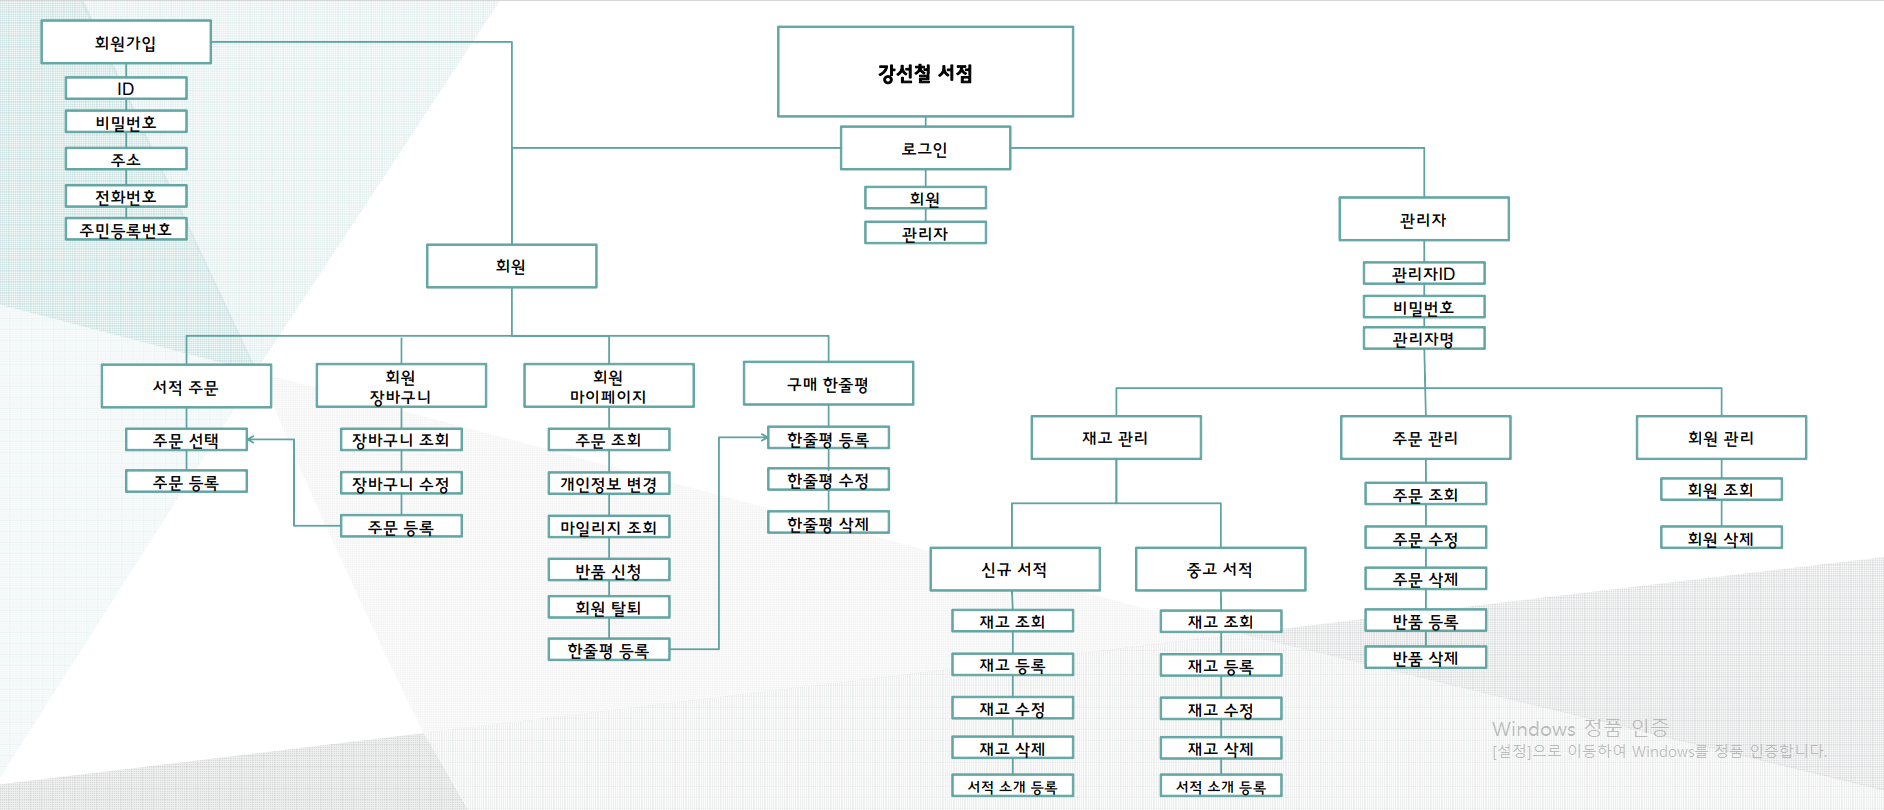 강선철 서점
로그인
회원
관리자
회원가입
ID
비밀번호
주소
전화번호
주민등록번호
회원
서적 주문
주문 선택
주문 등록
회원
장바구니
장바구니 조회
장바구니 수정
주문 등록
회원
마이페이지
주문 조회
개인정보 변경
마일리지 조회
반품 신청
회원 탈퇴
한줄평 등록
구매 한줄평
한줄평 등록
한줄평 수정
한줄평 삭제
관리자
관리자ID
비밀번호
관리자명
재고 관리
신규 서적
재고 조회
재고 등록
재고 수정
재고 삭제
서적 소개 등록
중고 서적
재고 조회
재고 등록
재고 수정
재고 삭제
서적 소개 등록
주문 관리
주문 조회
주문 수정
주문 삭제
반품 등록
반품 삭제
회원 관리
회원 조회
회원 삭제
Windows 정품 인증
[설정]으로 이동하여 Windows를 정품 인증합니다.